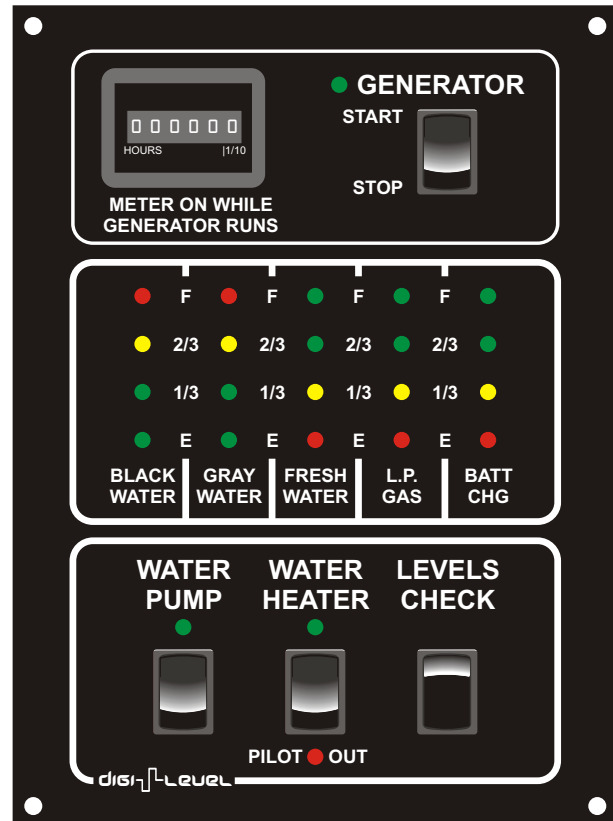 GENERATOR
START
STOP
000000
HOURS |1/10
METER ON WHILE
GENERATOR RUNS
F F F F
2/3 2/3 2/3 2/3
1/3 1/3 1/3 1/3
E E E E
BLACK WATER
GRAY WATER
FRESH WATER
L.P. GAS
BATT CHG
WATER PUMP
WATER HEATER
LEVELS CHECK
PILOT OUT
DIGI LEVEL